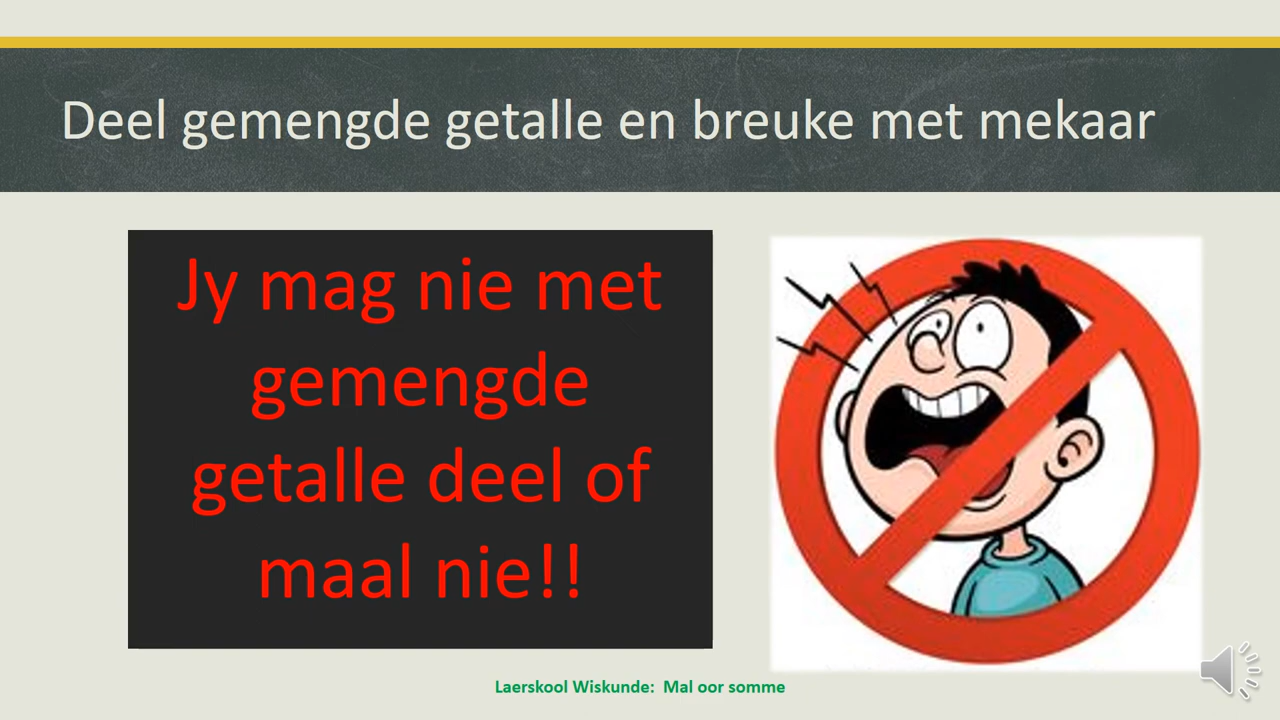 Deel gemengde getalle en breuke met mekaar
Jy mag nie met
gemengde
getalle deel of
maal nie!!
Laerskool Wiskunde: Mal oor somme